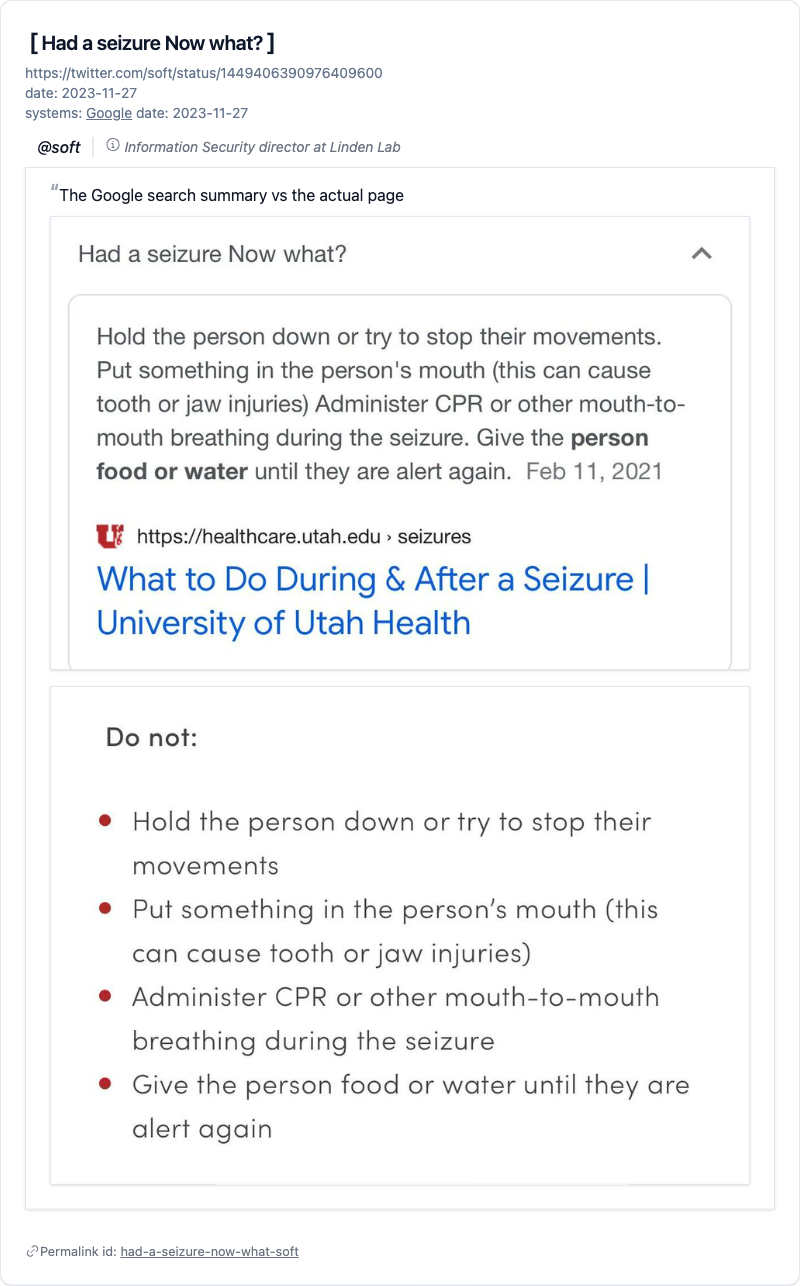 [ Had a seizure Now what? ]
https://twitter.com/soft/status/1449406390976409600
date: 2023-11-27
systems: Google date: 2023-11-27
@soft
Information Security director at Linden Lab
“The Google search summary vs the actual page
Had a seizure Now what?
Hold the person down or try to stop their movements.
Put something in the person's mouth (this can cause
tooth or jaw injuries) Administer CPR or other mouth-to-
mouth breathing during the seizure. Give the person
food or water until they are alert again. Feb 11, 2021
https://healthcare.utah.edu › seizures
What to Do During & After a Seizure |
University of Utah Health
Do not:
• Hold the person down or try to stop their
movements
• Put something in the person’s mouth (this
can cause tooth or jaw injuries)
• Administer CPR or other mouth-to-mouth
breathing during the seizure
• Give the person food or water until they are
alert again
Permalink id: had-a-seizure-now-what-soft